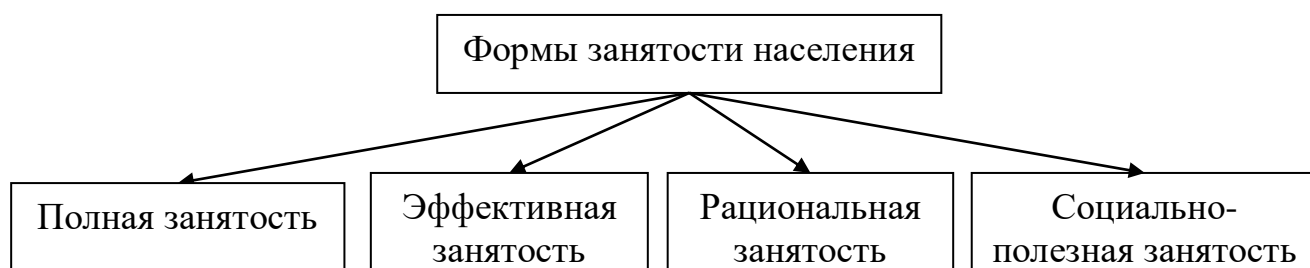 Формы занятости населения
Полная занятость
Эффективная
занятость
Рациональная
занятость
Социально-
полезная занятость